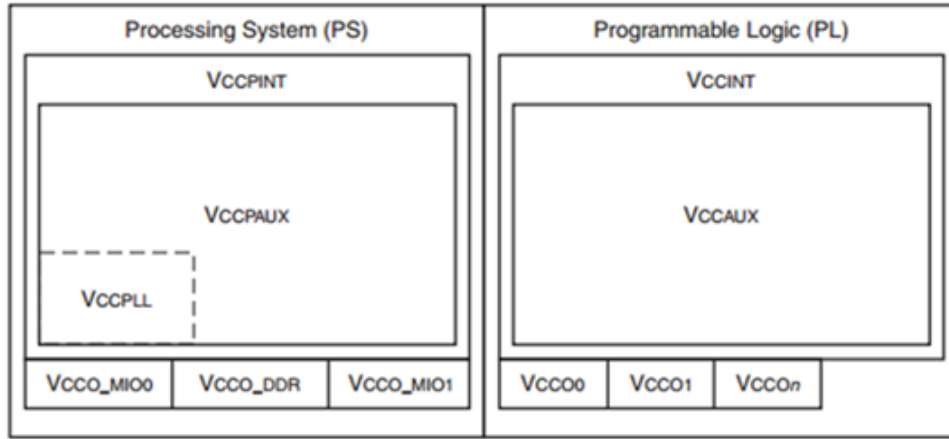 Processing System (PS)
Programmable Logic (PL)
VCCPINT
VCCINT
VCCPAUX
VCCAUX
VCCPLL
VCCO_MIO0
VCCO_DDR
VCCO_MIO1
VCCO0
VCCO1
VCCOn